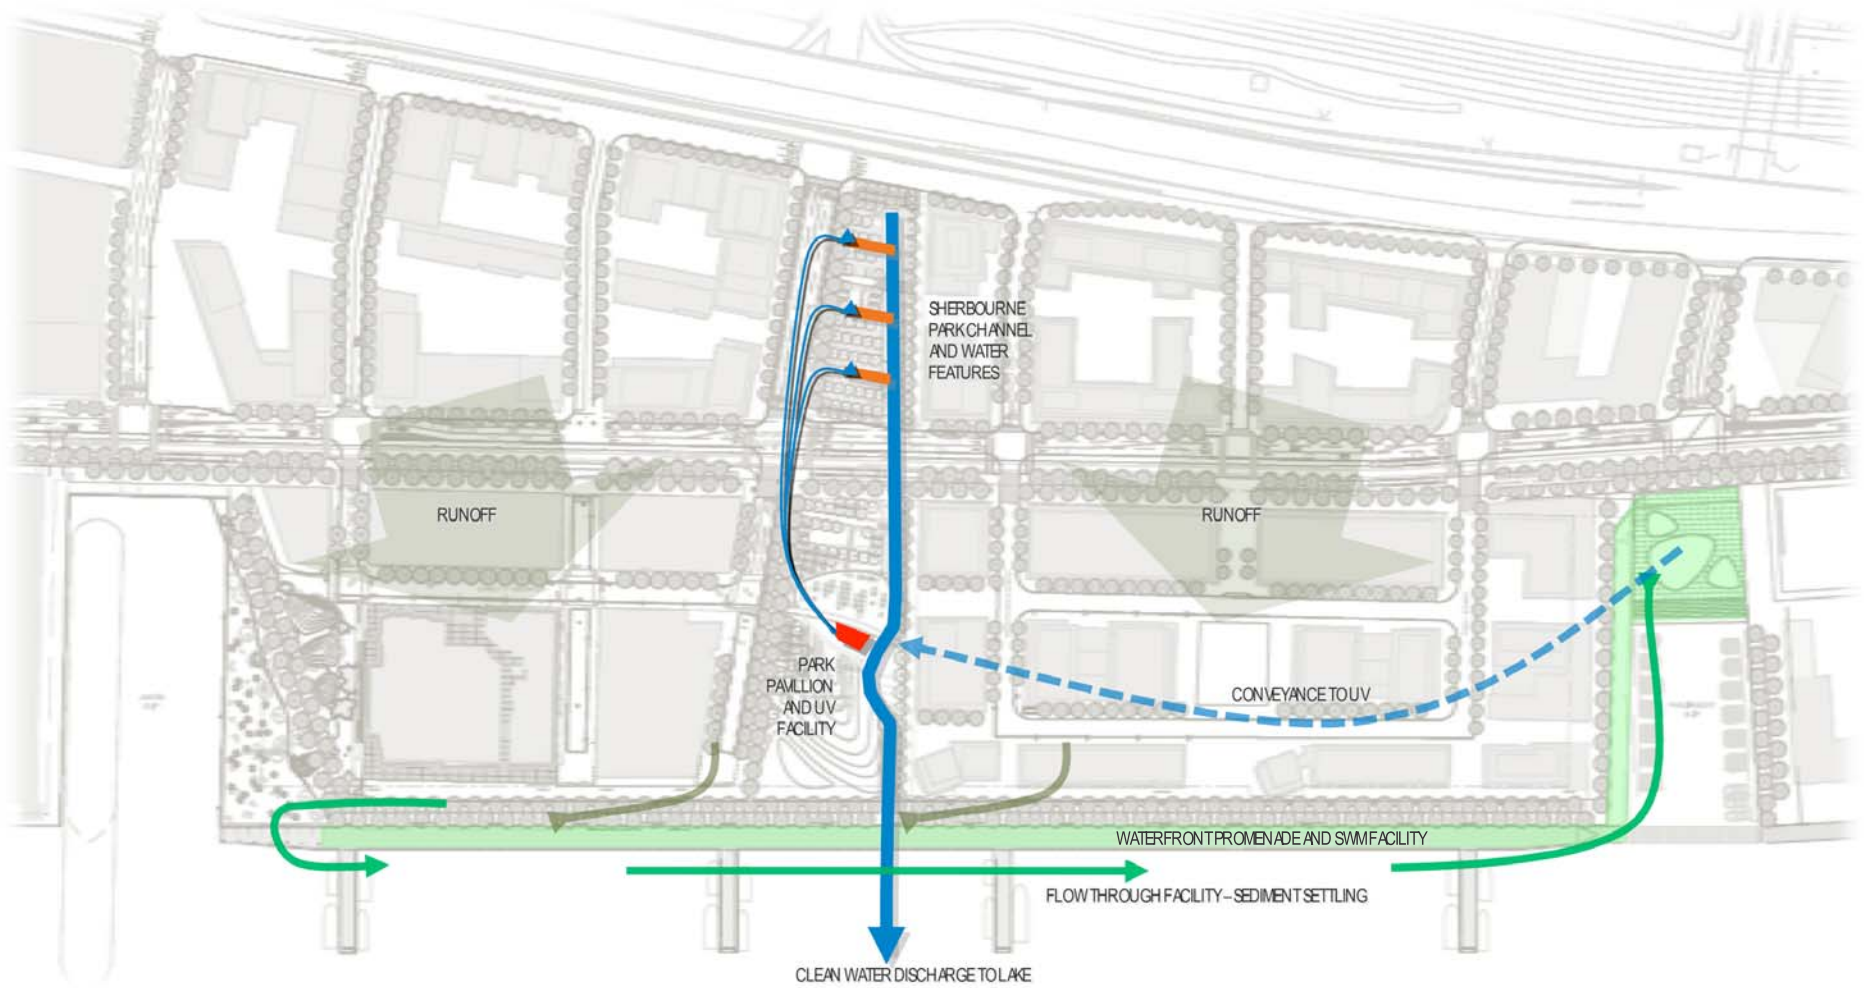 SHERBOURNE
PARK CHANNEL
AND WATER
FEATURES
RUNOFF
RUNOFF
PARK
PAVILLION
AND UV
FACILITY
CONVEYANCE TO UV
WATERFRONT PROMENADE AND SWM FACILITY
FLOW THROUGH FACILITY – SEDIMENT SETTLING
CLEAN WATER DISCHARGE TO LAKE